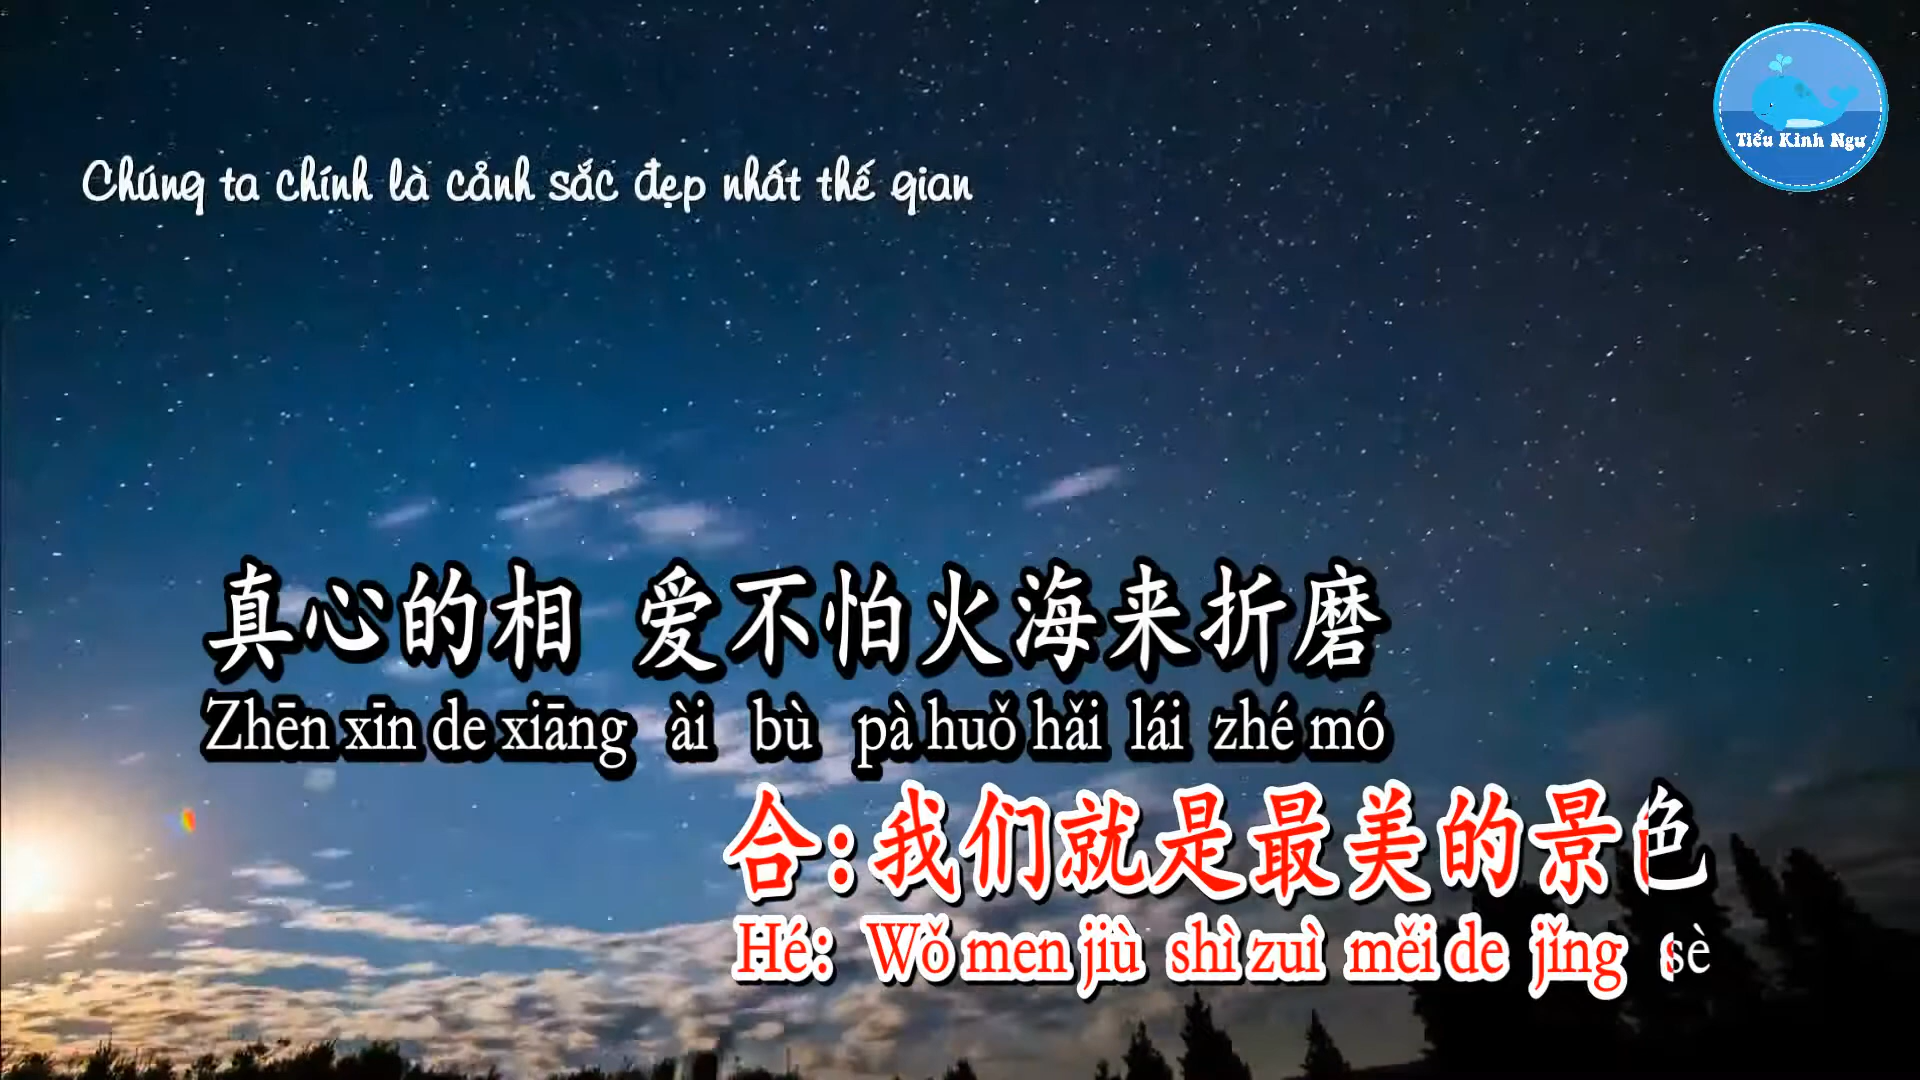 Tiểu Kình Ngư
Chúng ta chính là cảnh sắc đẹp nhất thế gian
真心的相 爱不怕火海来折磨
Zhēn xīn de xiāng ài bù pà huǒ hǎi lái zhé mó
合:我们就是最美的景色
Hé: Wǒ men jiù shì zuì měi de jǐng sè